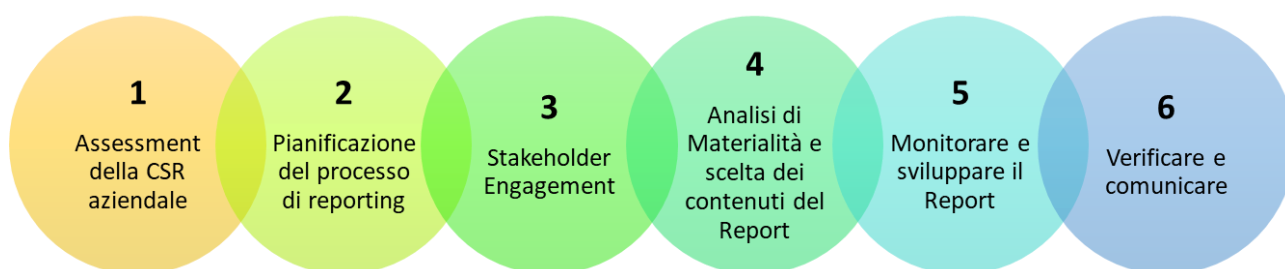 1
Assessment
della CSR
aziendale
2
Pianificazione
del processo
di reporting
3
Stakeholder
Engagement
4
Analisi di
Materialità e
scelta dei
contenuti del
Report
5
Monitorare e
sviluppare il
Report
6
Verificare e
comunicare